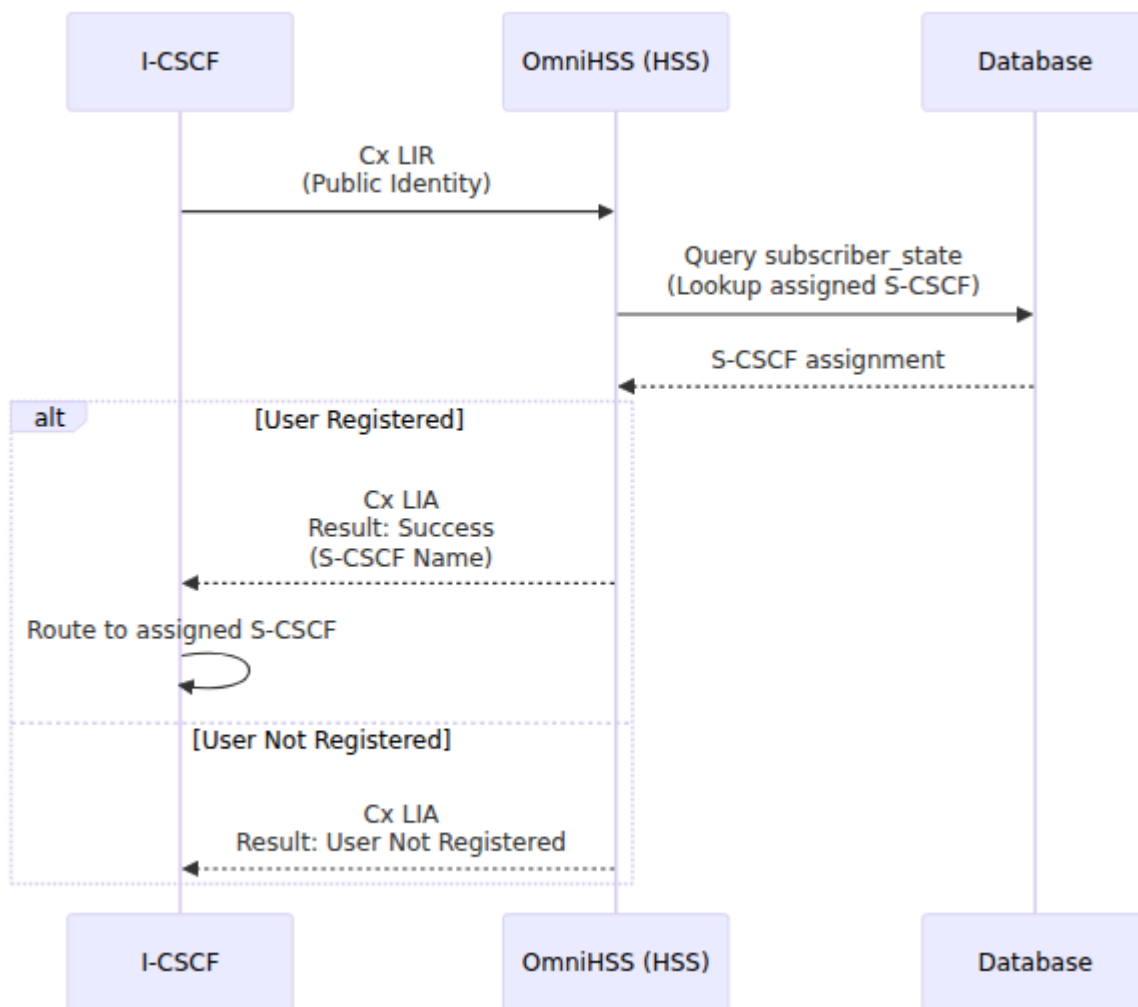 I-CSCF
OmniHSS (HSS)
Database
Cx LIR
(Public Identity)
Query subscriber_state
(Lookup assigned S-CSCF)
S-CSCF assignment
alt
[User Registered]
Cx LIA
Result: Success
(S-CSCF Name)
Route to assigned S-CSCF
[User Not Registered]
Cx LIA
Result: User Not Registered
I-CSCF
OmniHSS (HSS)
Database